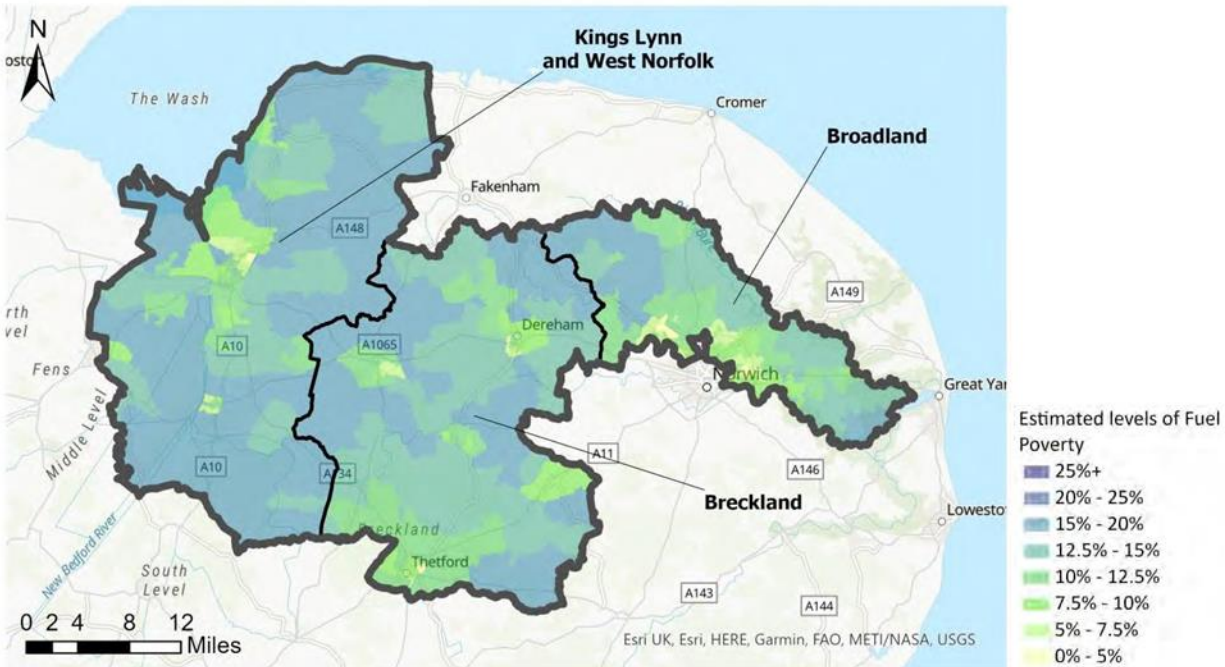 N
oston
The Wash
Kings Lynn
and West Norfolk
Cromer
Broadland
Fakenham
A148
A149
rth
vel
Fens
A10
A1065
Dereham
Norwich
Great Yar
Middle Level
A10
A134
A11
A146
Breckland
Breckland
Lowestof
New Bedford River
South
Level
Thetford
A143
A144
0 2 4 8 12
Miles
Esri UK, Esri, HERE, Garmin, FAO, METI/NASA, USGS
Estimated levels of Fuel
Poverty
25%+
20% - 25%
15% - 20%
12.5% - 15%
10% - 12.5%
7.5% - 10%
5% - 7.5%
0% - 5%